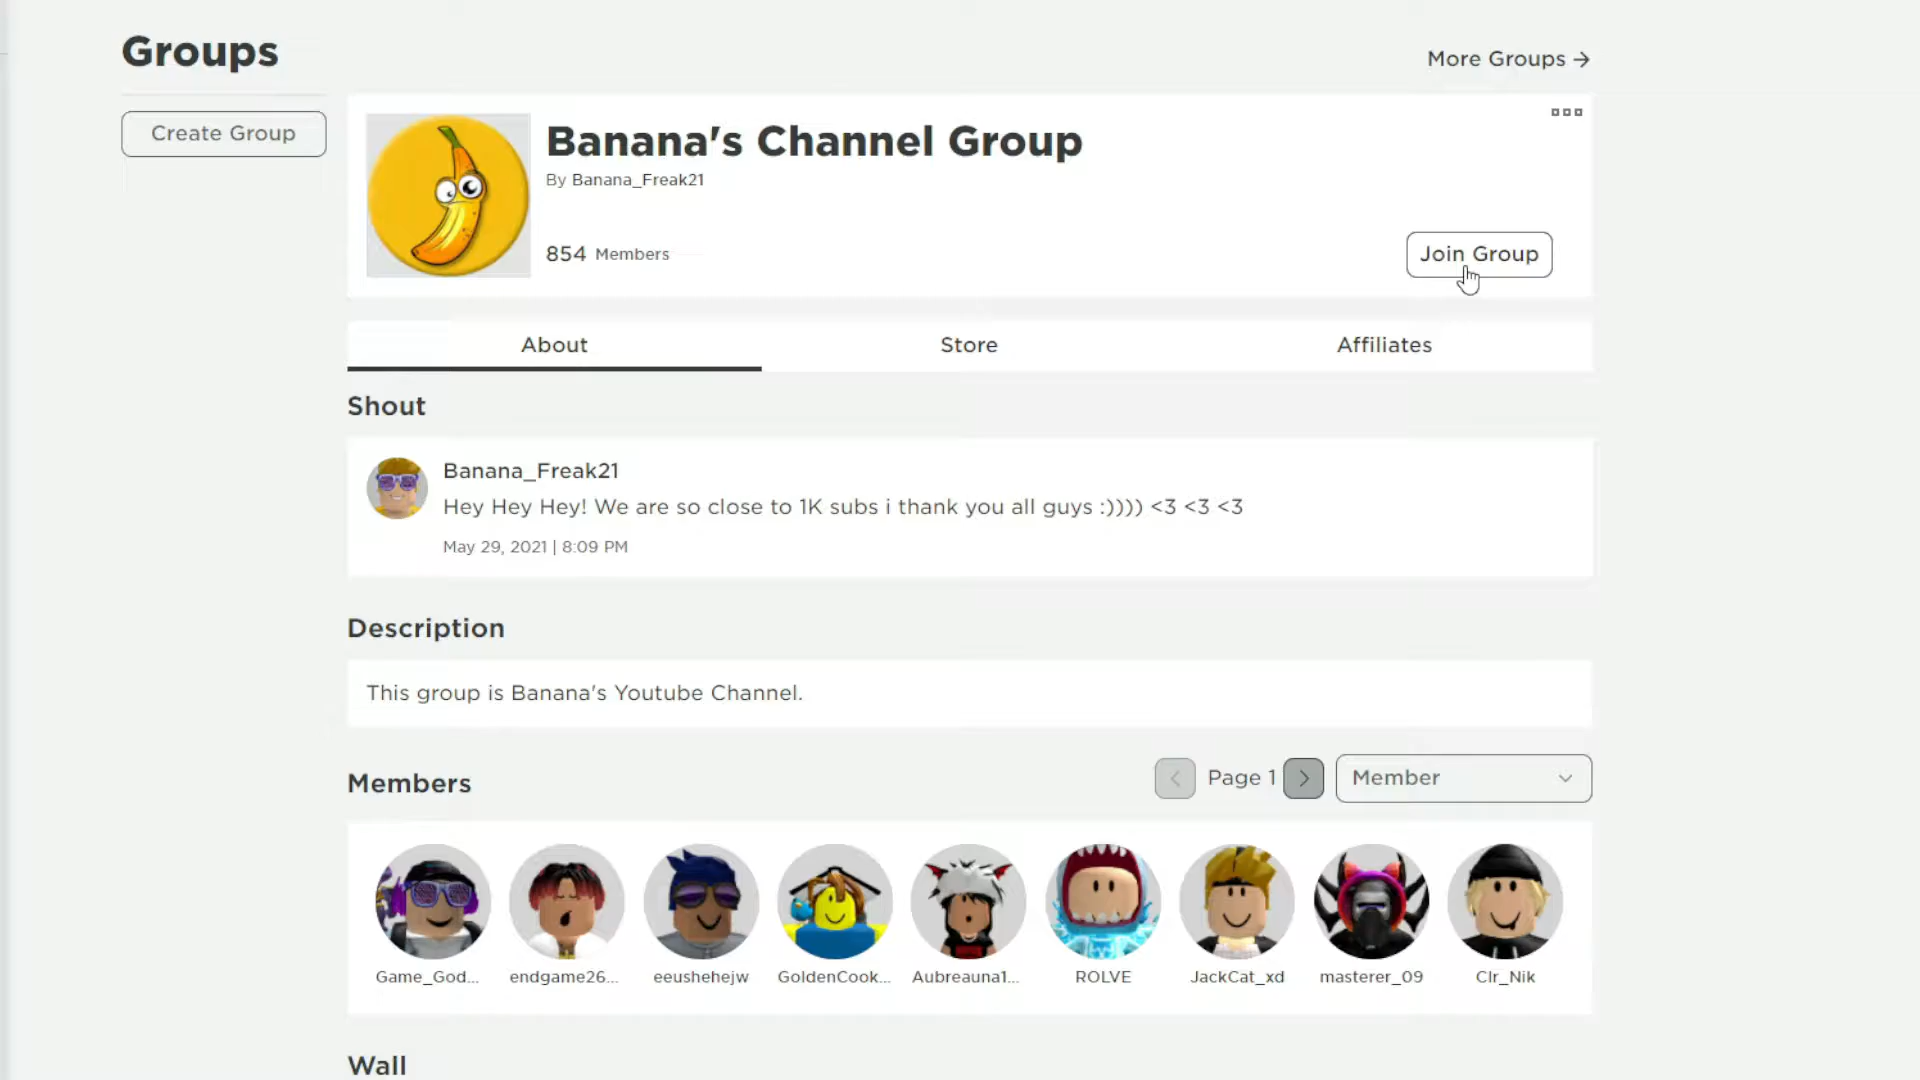 Groups
More Groups →
Create Group
Banana's Channel Group
By Banana_Freak21
854 Members
Join Group
About
Store
Affiliates
Shout
Banana_Freak21
Hey Hey Hey! We are so close to 1K subs i thank you all guys :)))) <3 <3 <3
May 29, 2021 | 8:09 PM
Description
This group is Banana's Youtube Channel.
Members
Page 1
Member
Game_God...
endgame26...
eeushehejw
GoldenCook...
Aubreauna1...
ROLVE
JackCat_xd
masterer_09
Clr_Nik
Wall